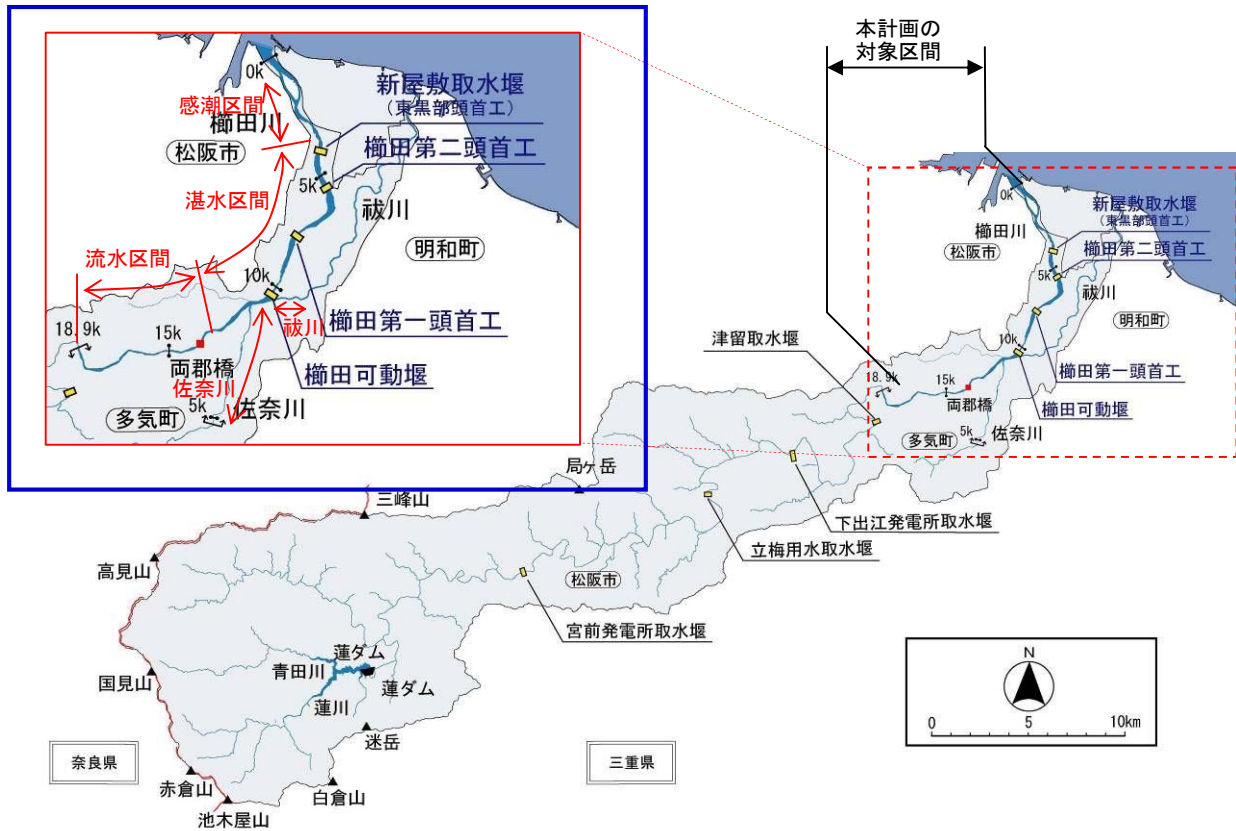 本計画の
対象区間
0k
感潮区間
櫛田川
松阪市
新屋敷取水堰
（東黒部頭首工）
櫛田第二頭首工
5k
湛水区間
祓川
明和町
流水区間
10k
櫛田第一頭首工
祓川
18.9k
15k
両郡橋
櫛田可動堰
佐奈川
5k
佐奈川
多気町
0k
櫛田川
新屋敷取水堰
（東黒部頭首工）
松阪市
櫛田第二頭首工
5k
祓川
明和町
津留取水堰
10k
櫛田第一頭首工
18.9k
15k
両郡橋
櫛田可動堰
多気町
5k
佐奈川
局ケ岳
三峰山
下出江発電所取水堰
立梅用水取水堰
高見山
松阪市
宮前発電所取水堰
蓮ダム
青田川
蓮ダム
国見山
蓮川
迷岳
N
0
5
10km
奈良県
三重県
赤倉山
白倉山
池木屋山